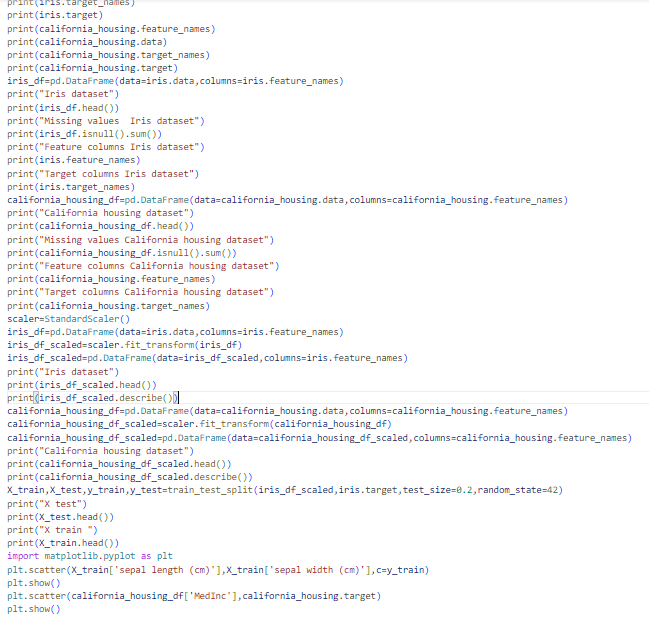 print(iris.target_names)
print(iris.target)
print(california_housing.feature_names)
print(california_housing.data)
print(california_housing.target_names)
print(california_housing.target)
iris_df=pd.DataFrame(data=iris.data,columns=iris.feature_names)
print("Iris dataset")
print(iris_df.head())
print("Missing values  Iris dataset")
print(iris_df.isnull().sum())
print("Feature columns Iris dataset")
print(iris.feature_names)
print("Target columns Iris dataset")
print(iris.target_names)
california_housing_df=pd.DataFrame(data=california_housing.data,columns=california_housing.feature_names)
print("California housing dataset")
print(california_housing_df.head())
print("Missing values California housing dataset")
print(california_housing_df.isnull().sum())
print("Feature columns California housing dataset")
print(california_housing.feature_names)
print("Target columns California housing dataset")
print(california_housing.target_names)
scaler=StandardScaler()
iris_df=pd.DataFrame(data=iris.data,columns=iris.feature_names)
iris_df_scaled=scaler.fit_transform(iris_df)
iris_df_scaled=pd.DataFrame(data=iris_df_scaled,columns=iris.feature_names)
print("Iris dataset")
print(iris_df_scaled.head())
print(iris_df_scaled.describe())
california_housing_df=pd.DataFrame(data=california_housing.data,columns=california_housing.feature_names)
california_housing_df_scaled=scaler.fit_transform(california_housing_df)
california_housing_df_scaled=pd.DataFrame(data=california_housing_df_scaled,columns=california_housing.feature_names)
print("California housing dataset")
print(california_housing_df_scaled.head())
print(california_housing_df_scaled.describe())
X_train,X_test,y_train,y_test=train_test_split(iris_df_scaled,iris.target,test_size=0.2,random_state=42)
print("X test")
print(X_test.head())
print("X train ")
print(X_train.head())
import matplotlib.pyplot as plt
plt.scatter(X_train['sepal length (cm)'],X_train['sepal width (cm)'],c=y_train)
plt.show()
plt.scatter(california_housing_df['MedInc'],california_housing.target)
plt.show()